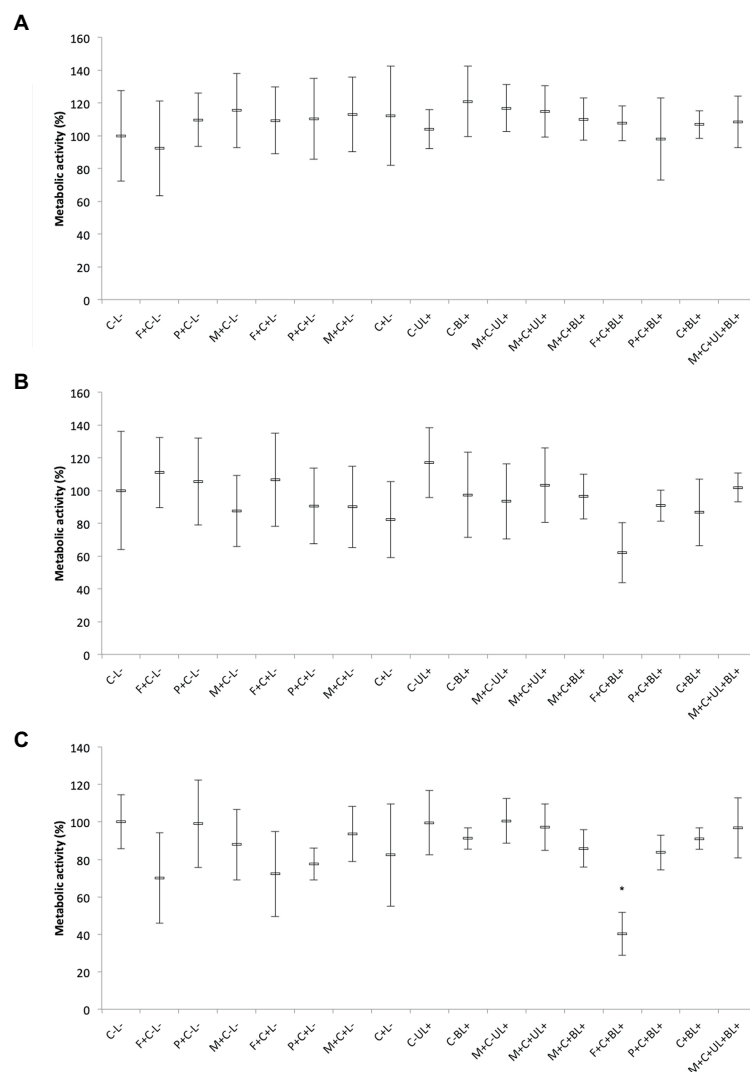 A
160
140
120
100
80
60
40
20
0
Metabolic activity (%)
C-L-
F+C-L-
P+C-L-
M+C-L-
F+C+L-
P+C+L-
M+C+L-
C+L-
C-UL+
C-BL+
M+C-UL+
M+C+UL+
M+C+BL+
F+C+BL+
P+C+BL+
C+BL+
M+C+UL+BL+
B
160
140
120
100
80
60
40
20
0
Metabolic activity (%)
C-L-
F+C-L-
P+C-L-
M+C-L-
F+C+L-
P+C+L-
M+C+L-
C+L-
C-UL+
C-BL+
M+C-UL+
M+C+UL+
M+C+BL+
F+C+BL+
P+C+BL+
C+BL+
M+C+UL+BL+
C
140
120
100
80
60
40
20
0
Metabolic activity (%)
*
C-L-
F+C-L-
P+C-L-
M+C-L-
F+C+L-
P+C+L-
M+C+L-
C+L-
C-UL+
C-BL+
M+C-UL+
M+C+UL+
M+C+BL+
F+C+BL+
P+C+BL+
C+BL+
M+C+UL+BL+